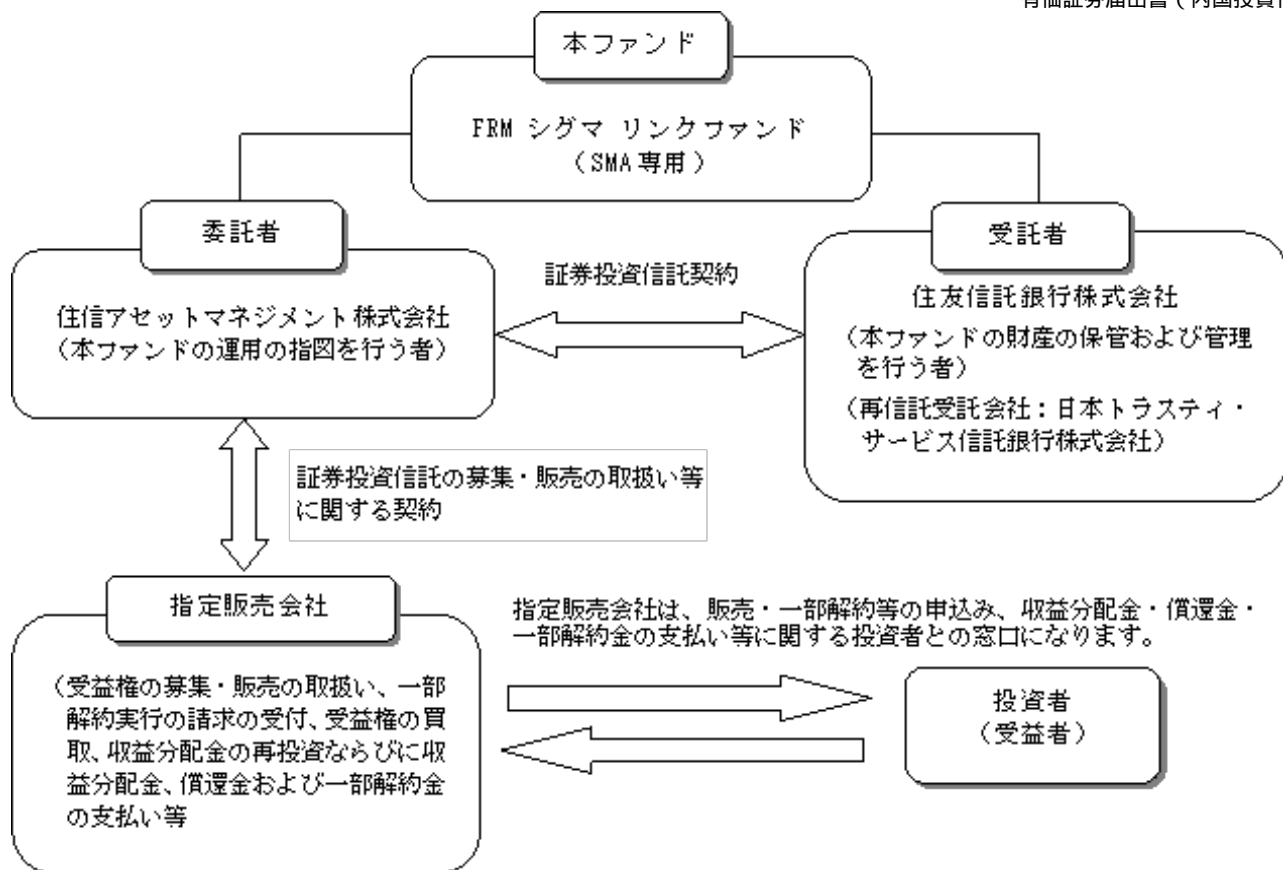 有価証券届出書（内国投資信
本ファンド
FRM シグマ リンクファンド
（SMA 専用）
委託者
住信アセットマネジメント株式会社
（本ファンドの運用の指図を行う者）
証券投資信託契約
受託者
住友信託銀行株式会社
（本ファンドの財産の保管および管理
を行う者）
（再信託受託会社：日本トラスティ・
サービス信託銀行株式会社）
証券投資信託の募集・販売の取扱い等
に関する契約
指定販売会社
（受益権の募集・販売の取扱い、一部
解約実行の請求の受付、受益権の買
取、収益分配金の再投資ならびに収
益分配金、償還金および一部解約金
の支払い等
指定販売会社は、販売・一部解約等の申込み、収益分配金・償還金・
一部解約金の支払い等に関する投資者との窓口になります。
投資者
（受益者）